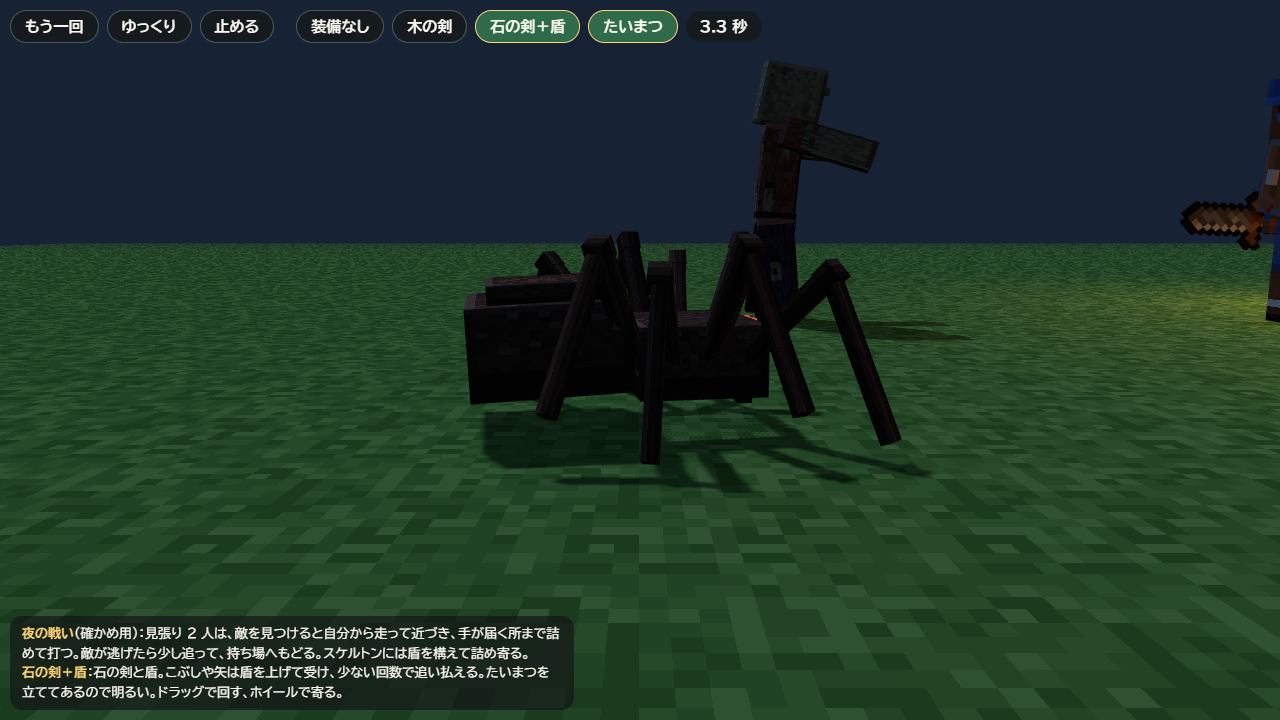 もう一回 ゆっくり 止める 装備なし 木の剣 石の剣＋盾 たいまつ 3.3 秒
夜の戦い（確かめ用）：見張り 2 人は、敵を見つけると自分から走って近づき、手が届く所まで詰
めて打つ。敵が逃げたら少し追って、持ち場へもどる。スケルトンには盾を構えて詰め寄る。
石の剣＋盾：石の剣と盾。こぶしや矢は盾を上げて受け、少ない回数で追い払える。たいまつを
立ててあるので明るい。ドラッグで回す、ホイールで寄る。